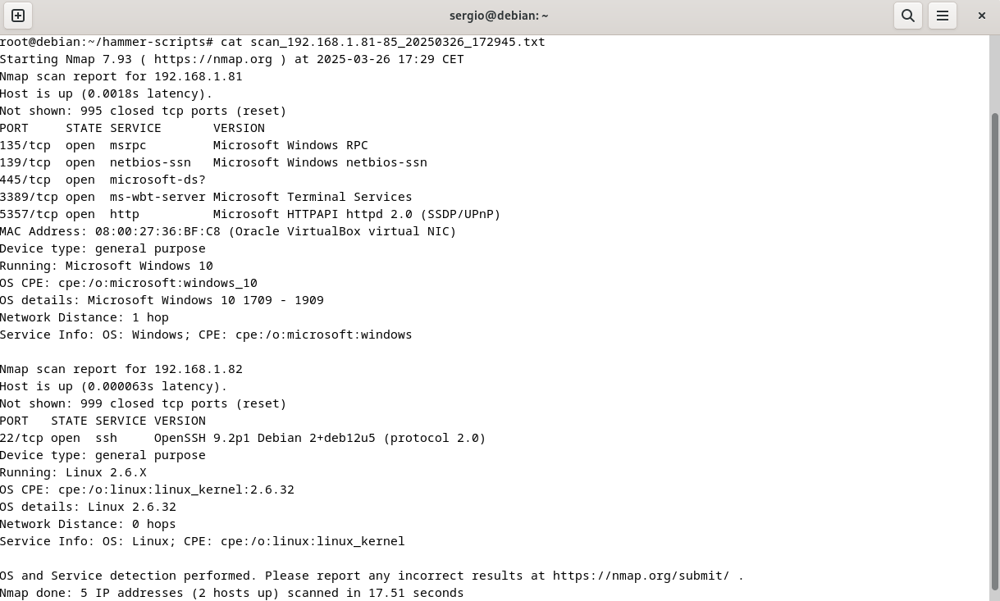 sergio@debian: ~
root@debian:~/hammer-scripts# cat scan_192.168.1.81-85_20250326_172945.txt
Starting Nmap 7.93 ( https://nmap.org ) at 2025-03-26 17:29 CET
Nmap scan report for 192.168.1.81
Host is up (0.0018s latency).
Not shown: 995 closed tcp ports (reset)
PORT     STATE SERVICE       VERSION
135/tcp  open  msrpc         Microsoft Windows RPC
139/tcp  open  netbios-ssn   Microsoft Windows netbios-ssn
445/tcp  open  microsoft-ds?
3389/tcp open  ms-wbt-server Microsoft Terminal Services
5357/tcp open  http          Microsoft HTTPAPI httpd 2.0 (SSDP/UPnP)
MAC Address: 08:00:27:36:BF:C8 (Oracle VirtualBox virtual NIC)
Device type: general purpose
Running: Microsoft Windows 10
OS CPE: cpe:/o:microsoft:windows_10
OS details: Microsoft Windows 10 1709 - 1909
Network Distance: 1 hop
Service Info: OS: Windows; CPE: cpe:/o:microsoft:windows

Nmap scan report for 192.168.1.82
Host is up (0.000063s latency).
Not shown: 999 closed tcp ports (reset)
PORT   STATE SERVICE VERSION
22/tcp open  ssh     OpenSSH 9.2p1 Debian 2+deb12u5 (protocol 2.0)
Device type: general purpose
Running: Linux 2.6.X
OS CPE: cpe:/o:linux:linux_kernel:2.6.32
OS details: Linux 2.6.32
Network Distance: 0 hops
Service Info: OS: Linux; CPE: cpe:/o:linux:linux_kernel

OS and Service detection performed. Please report any incorrect results at https://nmap.org/submit/ .
Nmap done: 5 IP addresses (2 hosts up) scanned in 17.51 seconds